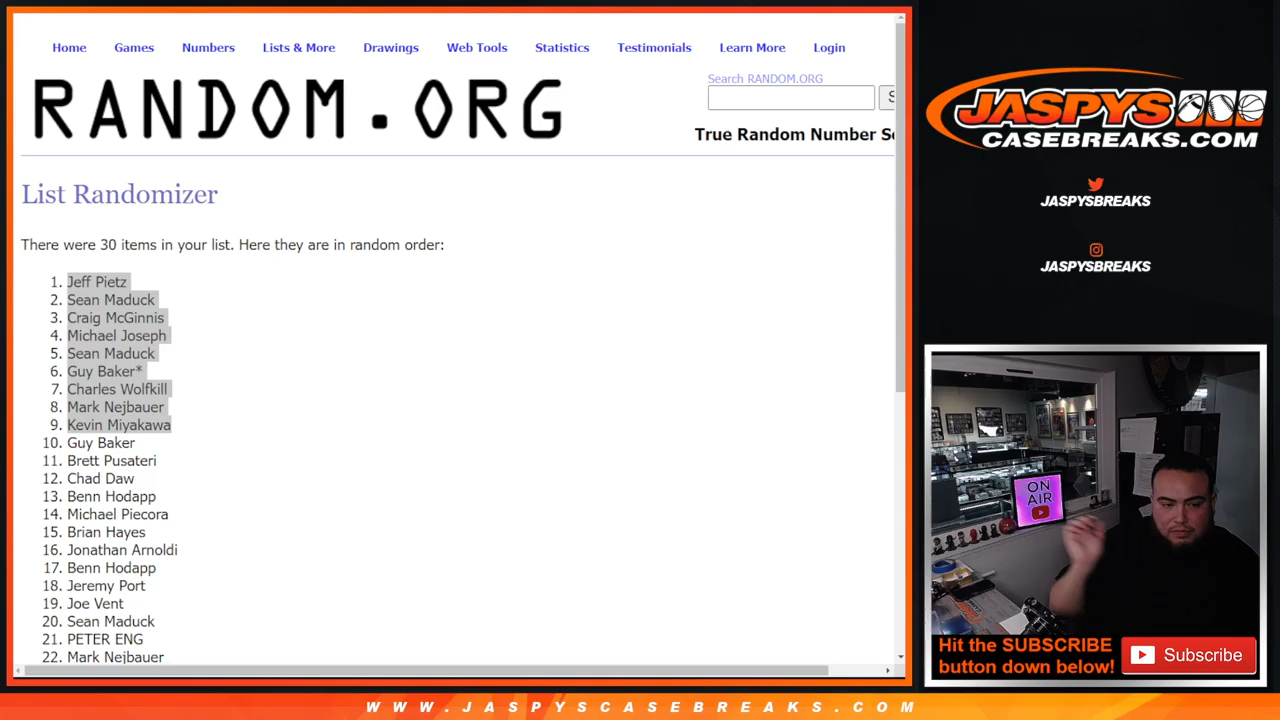 Home Games Numbers Lists & More Drawings Web Tools Statistics Testimonials Learn More Login
RANDOM.ORG
Search RANDOM.ORG
S
True Random Number Se
List Randomizer
There were 30 items in your list. Here they are in random order:
1. Jeff Pietz
2. Sean Maduck
3. Craig McGinnis
4. Michael Joseph
5. Sean Maduck
6. Guy Baker*
7. Charles Wolfkill
8. Mark Nejbauer
9. Kevin Miyakawa
10. Guy Baker
11. Brett Pusateri
12. Chad Daw
13. Benn Hodapp
14. Michael Piecora
15. Brian Hayes
16. Jonathan Arnoldi
17. Benn Hodapp
18. Jeremy Port
19. Joe Vent
20. Sean Maduck
21. PETER ENG
22. Mark Nejbauer
JASPYS
CASEBREAKS.COM
JASPYSBREAKS
JASPYSBREAKS
ON
AIR
Hit the SUBSCRIBE
button down below!
Subscribe
WWW.JASPYSCASEBREAKS.COM